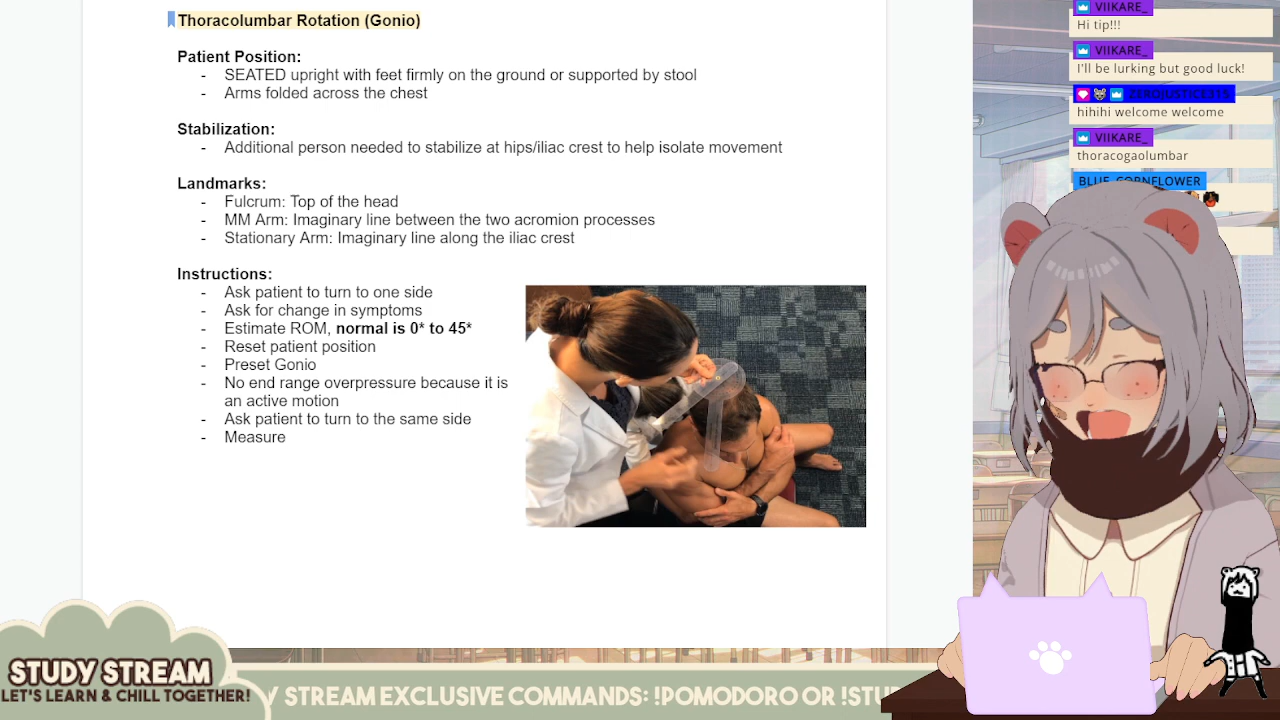 Thoracolumbar Rotation (Gonio)
Patient Position:
- SEATED upright with feet firmly on the ground or supported by stool
- Arms folded across the chest
Stabilization:
- Additional person needed to stabilize at hips/iliac crest to help isolate movement
Landmarks:
- Fulcrum: Top of the head
- MM Arm: Imaginary line between the two acromion processes
- Stationary Arm: Imaginary line along the iliac crest
Instructions:
- Ask patient to turn to one side
- Ask for change in symptoms
- Estimate ROM, normal is 0* to 45*
- Reset patient position
- Preset Gonio
- No end range overpressure because it is
an active motion
- Ask patient to turn to the same side
- Measure
VIIKARE_
Hi tip!!!
VIIKARE_
I'll be lurking but good luck!
ZEROJUSTICE315
hihihi welcome welcome
VIIKARE_
thoracogaolumbar
BLUE_CORNFLOWER
STUDY STREAM
LET'S LEARN & CHILL TOGETHER!
Y STREAM EXCLUSIVE COMMANDS: !POMODORO OR !STU